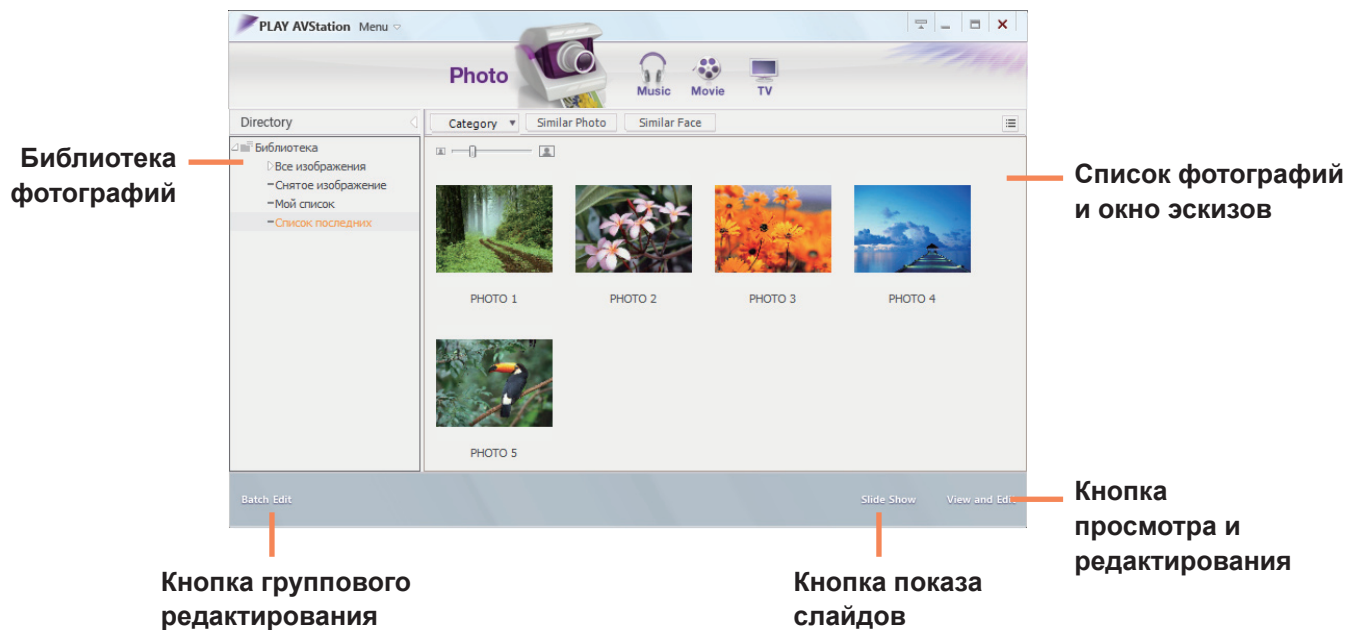 PLAY AVStation Menu
Photo
Music Movie TV
Directory
Category Similar Photo Similar Face
Библиотека
Все изображения
Снятое изображение
Мой список
Список последних
PHOTO 1 PHOTO 2 PHOTO 3 PHOTO 4
PHOTO 5
Batch Edit Slide Show View and Edit
Библиотека
фотографий
Список фотографий
и окно эскизов
Кнопка
просмотра и
редактирования
Кнопка группового
редактирования
Кнопка показа
слайдов